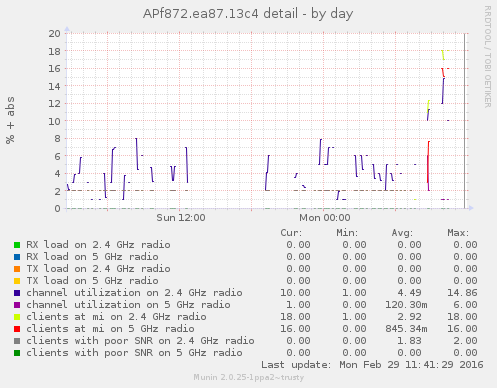 APf872.ea87.13c4 detail - by day
RRDTOOL / TOBI OETIKER
% + abs
20
18
16
14
12
10
8
6
4
2
0
Sun 12:00 Mon 00:00
Cur: Min: Avg: Max:
RX load on 2.4 GHz radio 0.00 0.00 0.00 0.00
RX load on 5 GHz radio 0.00 0.00 0.00 0.00
TX load on 2.4 GHz radio 0.00 0.00 0.00 0.00
TX load on 5 GHz radio 0.00 0.00 0.00 0.00
channel utilization on 2.4 GHz radio 10.00 1.00 4.49 14.86
channel utilization on 5 GHz radio 1.00 0.00 120.30m 6.00
clients at mi on 2.4 GHz radio 18.00 1.00 2.92 18.00
clients at mi on 5 GHz radio 16.00 0.00 845.34m 16.00
clients with poor SNR on 2.4 GHz radio 0.00 0.00 1.83 2.00
clients with poor SNR on 5 GHz radio 0.00 0.00 0.00 0.00
Last update: Mon Feb 29 11:41:29 2016
Munin 2.0.25-1ppa2~trusty